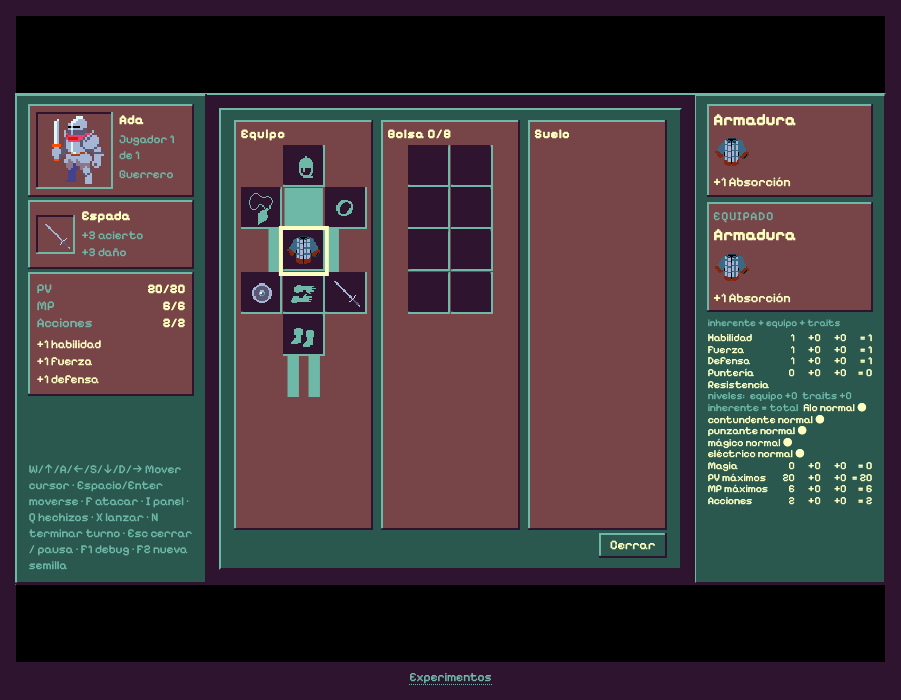 Ada
Jugador 1
de 1
Guerrero
Espada
+3 acierto
+3 daño
PV 20/20
MP 6/6
Acciones 2/2
+1 habilidad
+1 Fuerza
+1 defensa
W/↑/A/←/S/↓/D/→ Mover
cursor · Espacio/Enter
moverse · F atacar · I panel ·
Q hechizos · X lanzar · N
terminar turno · Esc cerrar
/ pausa · F1 debug · F2 nueva
semilla
Equipo
Bolsa 0/8
Suelo
Cerrar
Armadura
+1 Absorción
EQUIPADO
Armadura
+1 Absorción
inherente + equipo + traits
Habilidad 1 +0 +0 = 1
Fuerza 1 +0 +0 = 1
Defensa 1 +0 +0 = 1
Puntería 0 +0 +0 = 0
Resistencia
niveles: equipo +0 traits +0
inherente = total filo normal
contundente normal
punzante normal
mágico normal
eléctrico normal
Magia 0 +0 +0 = 0
PV máximos 20 +0 +0 = 20
MP máximos 6 +0 +0 = 6
Acciones 2 +0 +0 = 2
Experimentos